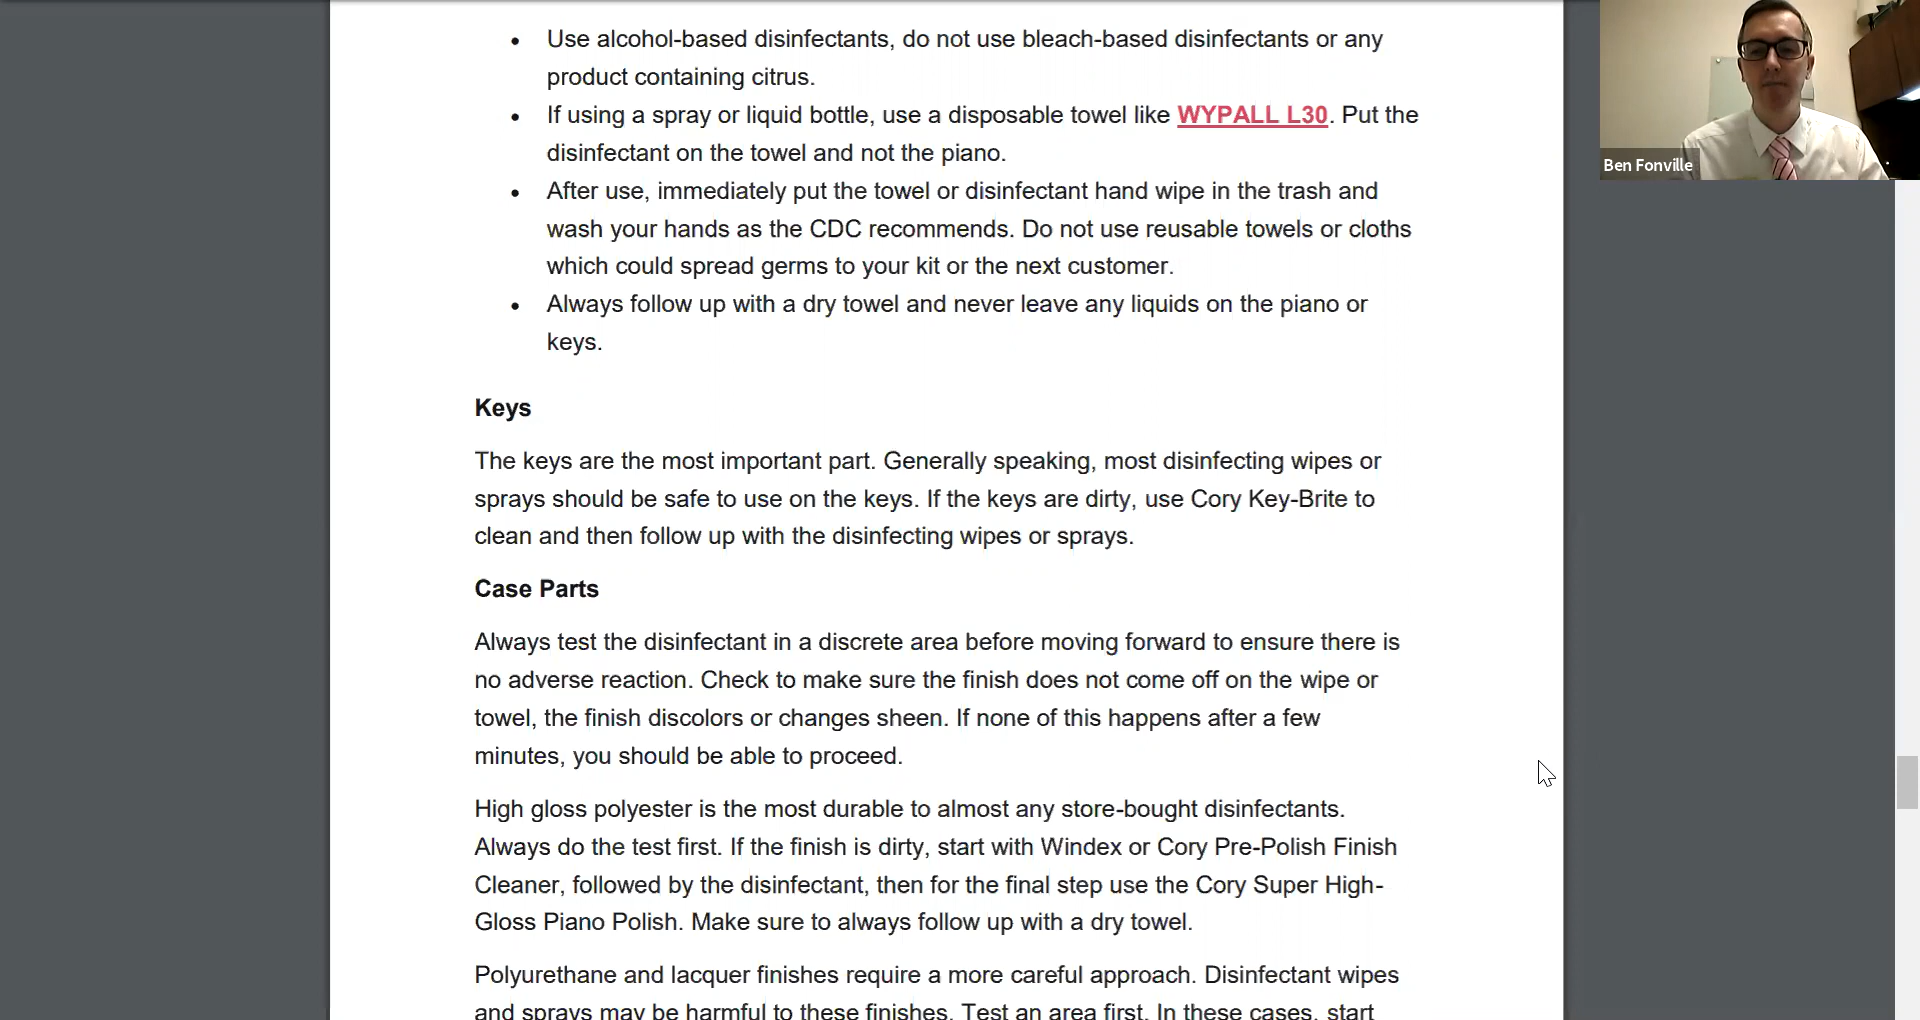 Use alcohol-based disinfectants, do not use bleach-based disinfectants or any
product containing citrus.
If using a spray or liquid bottle, use a disposable towel like WYPALL L30. Put the
disinfectant on the towel and not the piano.
After use, immediately put the towel or disinfectant hand wipe in the trash and
wash your hands as the CDC recommends. Do not use reusable towels or cloths
which could spread germs to your kit or the next customer.
Always follow up with a dry towel and never leave any liquids on the piano or
keys.
Keys
The keys are the most important part. Generally speaking, most disinfecting wipes or
sprays should be safe to use on the keys. If the keys are dirty, use Cory Key-Brite to
clean and then follow up with the disinfecting wipes or sprays.
Case Parts
Always test the disinfectant in a discrete area before moving forward to ensure there is
no adverse reaction. Check to make sure the finish does not come off on the wipe or
towel, the finish discolors or changes sheen. If none of this happens after a few
minutes, you should be able to proceed.
High gloss polyester is the most durable to almost any store-bought disinfectants.
Always do the test first. If the finish is dirty, start with Windex or Cory Pre-Polish Finish
Cleaner, followed by the disinfectant, then for the final step use the Cory Super High-
Gloss Piano Polish. Make sure to always follow up with a dry towel.
Polyurethane and lacquer finishes require a more careful approach. Disinfectant wipes
and sprays may be harmful to these finishes. Test an area first. In these cases, start
Ben Fonville